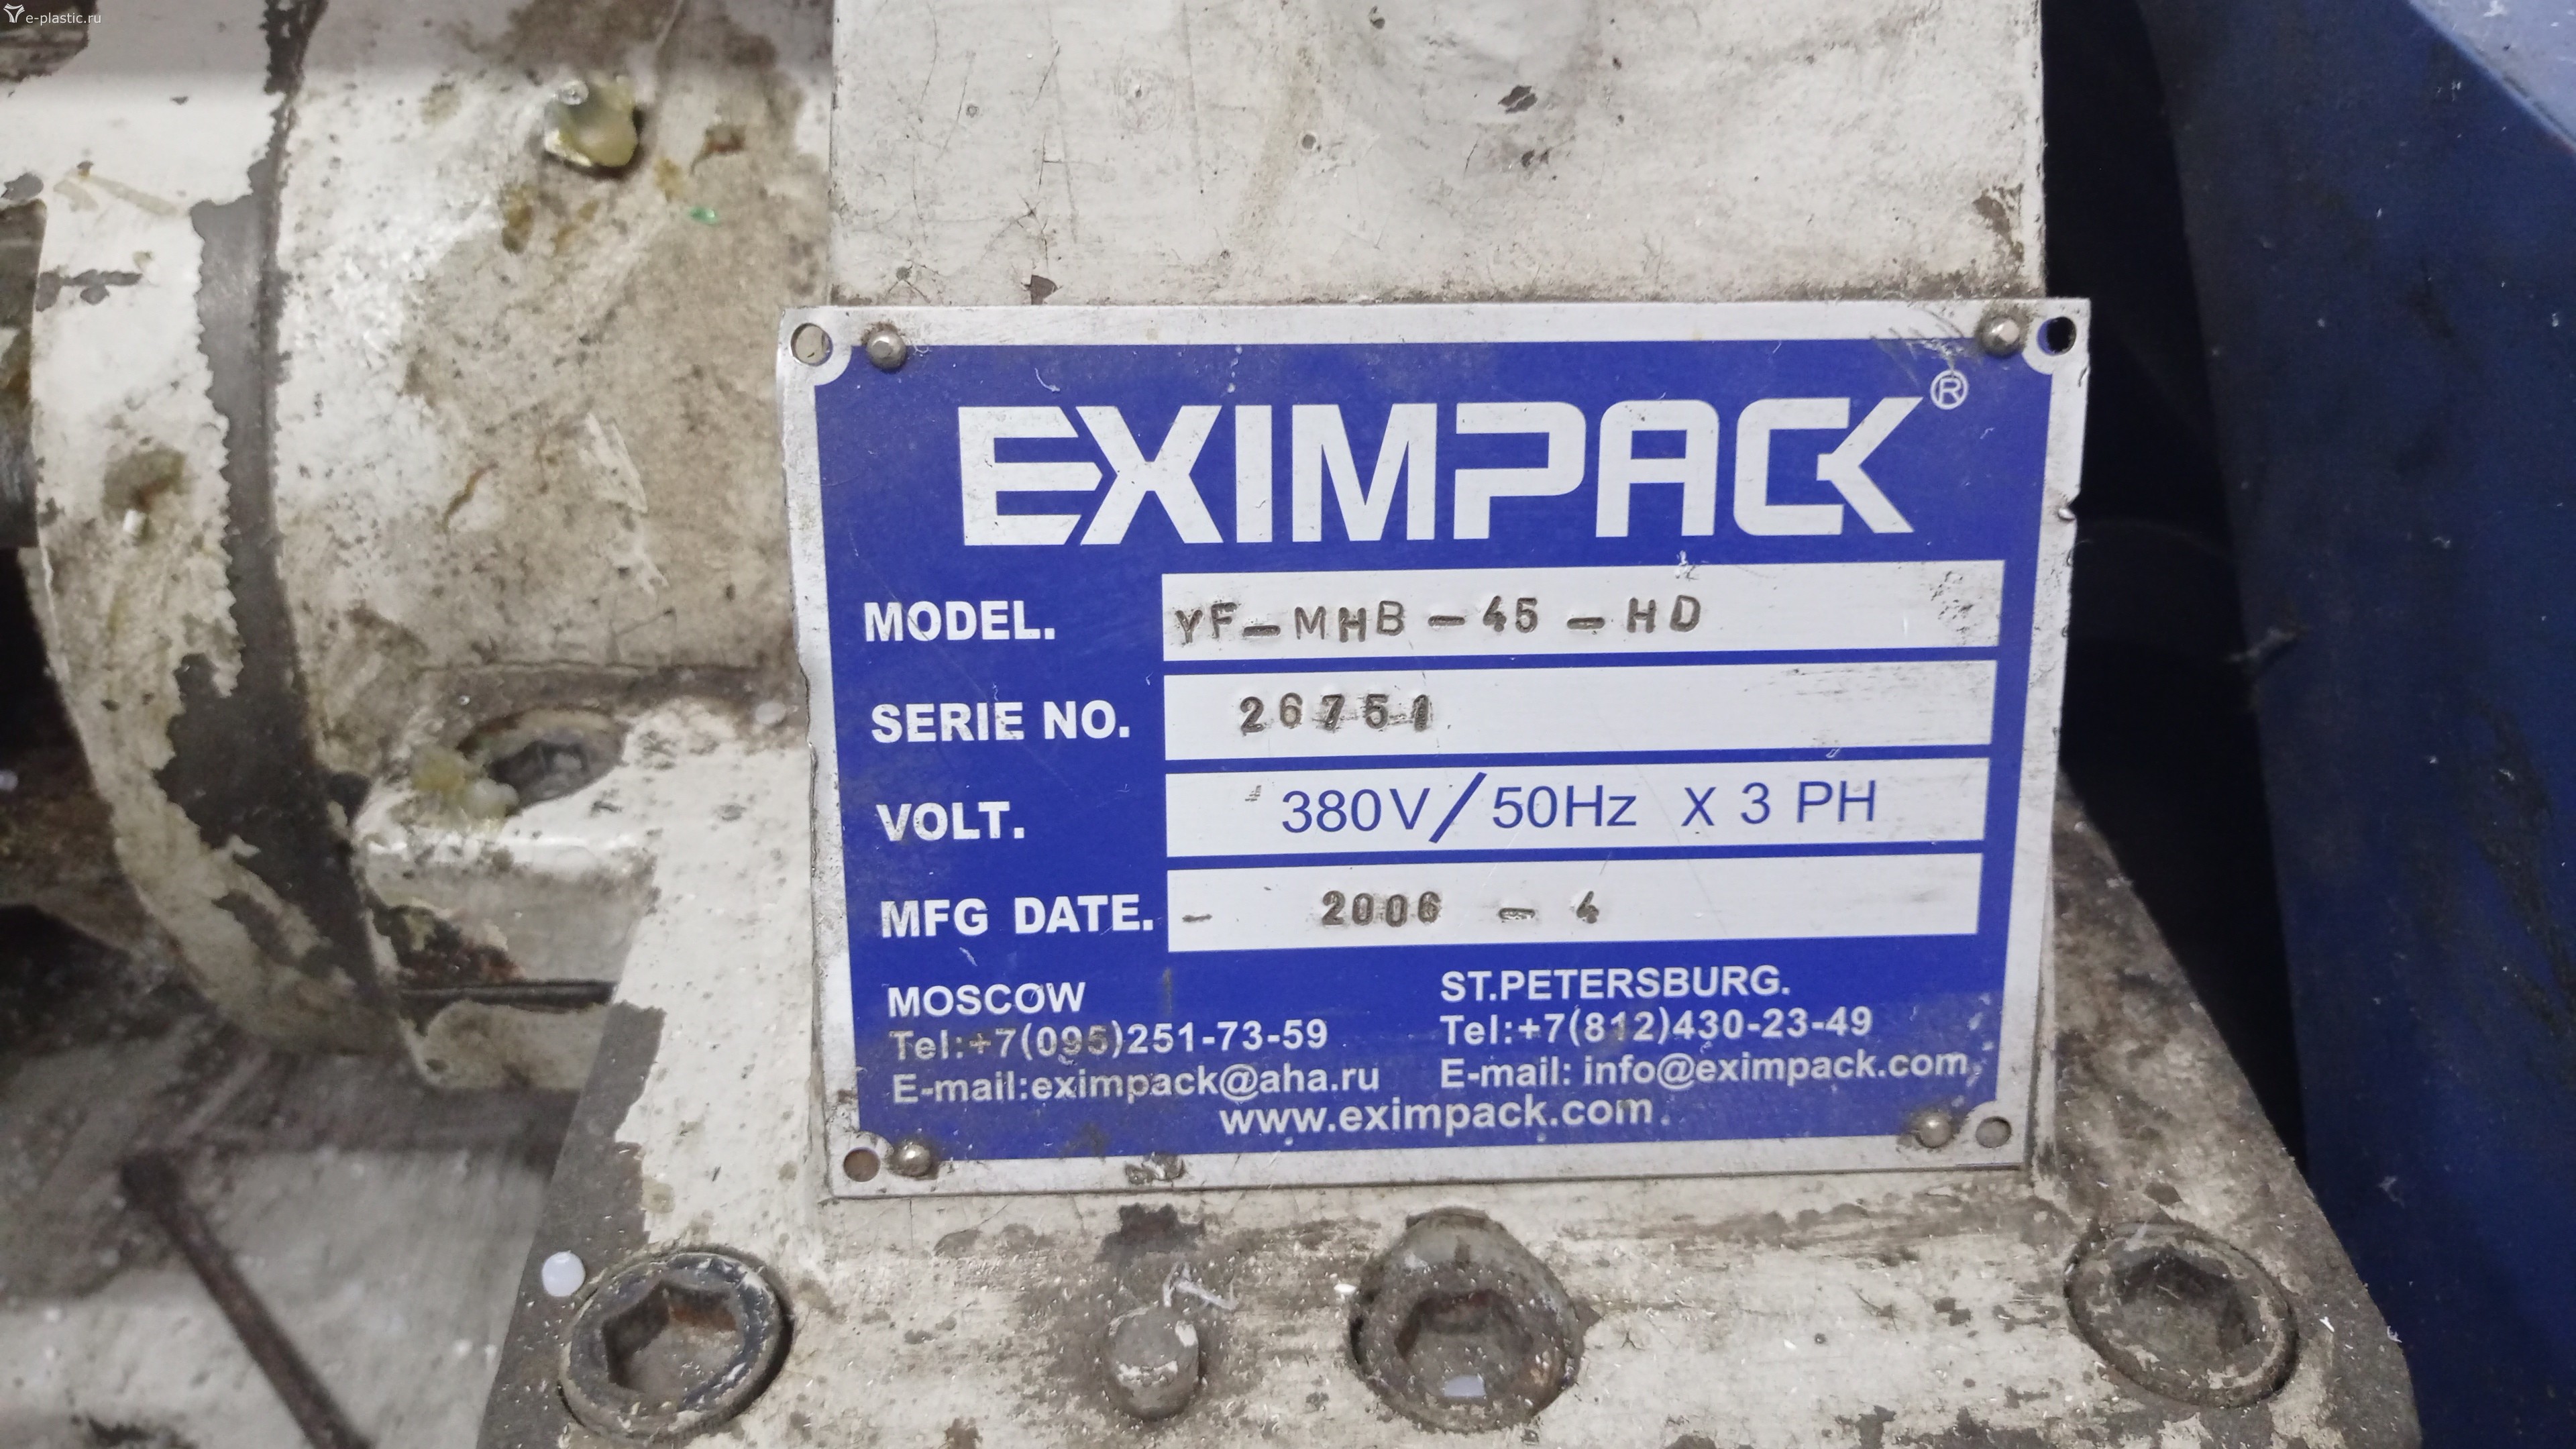 e-plastic.ru
EXIMPACK®
MODEL. YF-MHB-45-HD
SERIE NO. 26751
VOLT. 380V/50Hz X 3 PH
MFG DATE. - 2006 - 4
MOSCOW
Tel:+7(095)251-73-59
E-mail:eximpack@aha.ru
ST.PETERSBURG.
Tel:+7(812)430-23-49
E-mail: info@eximpack.com
www.eximpack.com